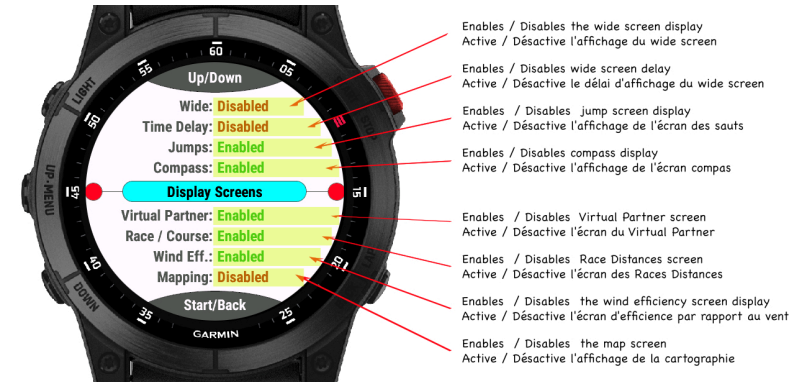 60
55
05
LIGHT
50
UP·MENU
45
15
40
20
DOWN
35
25
GARMIN
Up/Down
Wide: Disabled
Time Delay: Disabled
Jumps: Enabled
Compass: Enabled
Display Screens
Virtual Partner: Enabled
Race / Course: Enabled
Wind Eff.: Enabled
Mapping: Disabled
Start/Back
Enables / Disables the wide screen display
Active / Désactive l'affichage du wide screen
Enables / Disables wide screen delay
Active / Désactive le délai d'affichage du wide screen
Enables / Disables jump screen display
Active / Désactive l'affichage de l'écran des sauts
Enables / Disables compass display
Active / Désactive l'affichage de l'écran compas
Enables / Disables Virtual Partner screen
Active / Désactive l'écran du Virtual Partner
Enables / Disables Race Distances screen
Active / Désactive l'écran des Races Distances
Enables / Disables the wind efficiency screen display
Active / Désactive l'écran d'efficience par rapport au vent
Enables / Disables the map screen
Active / Désactive l'affichage de la cartographie